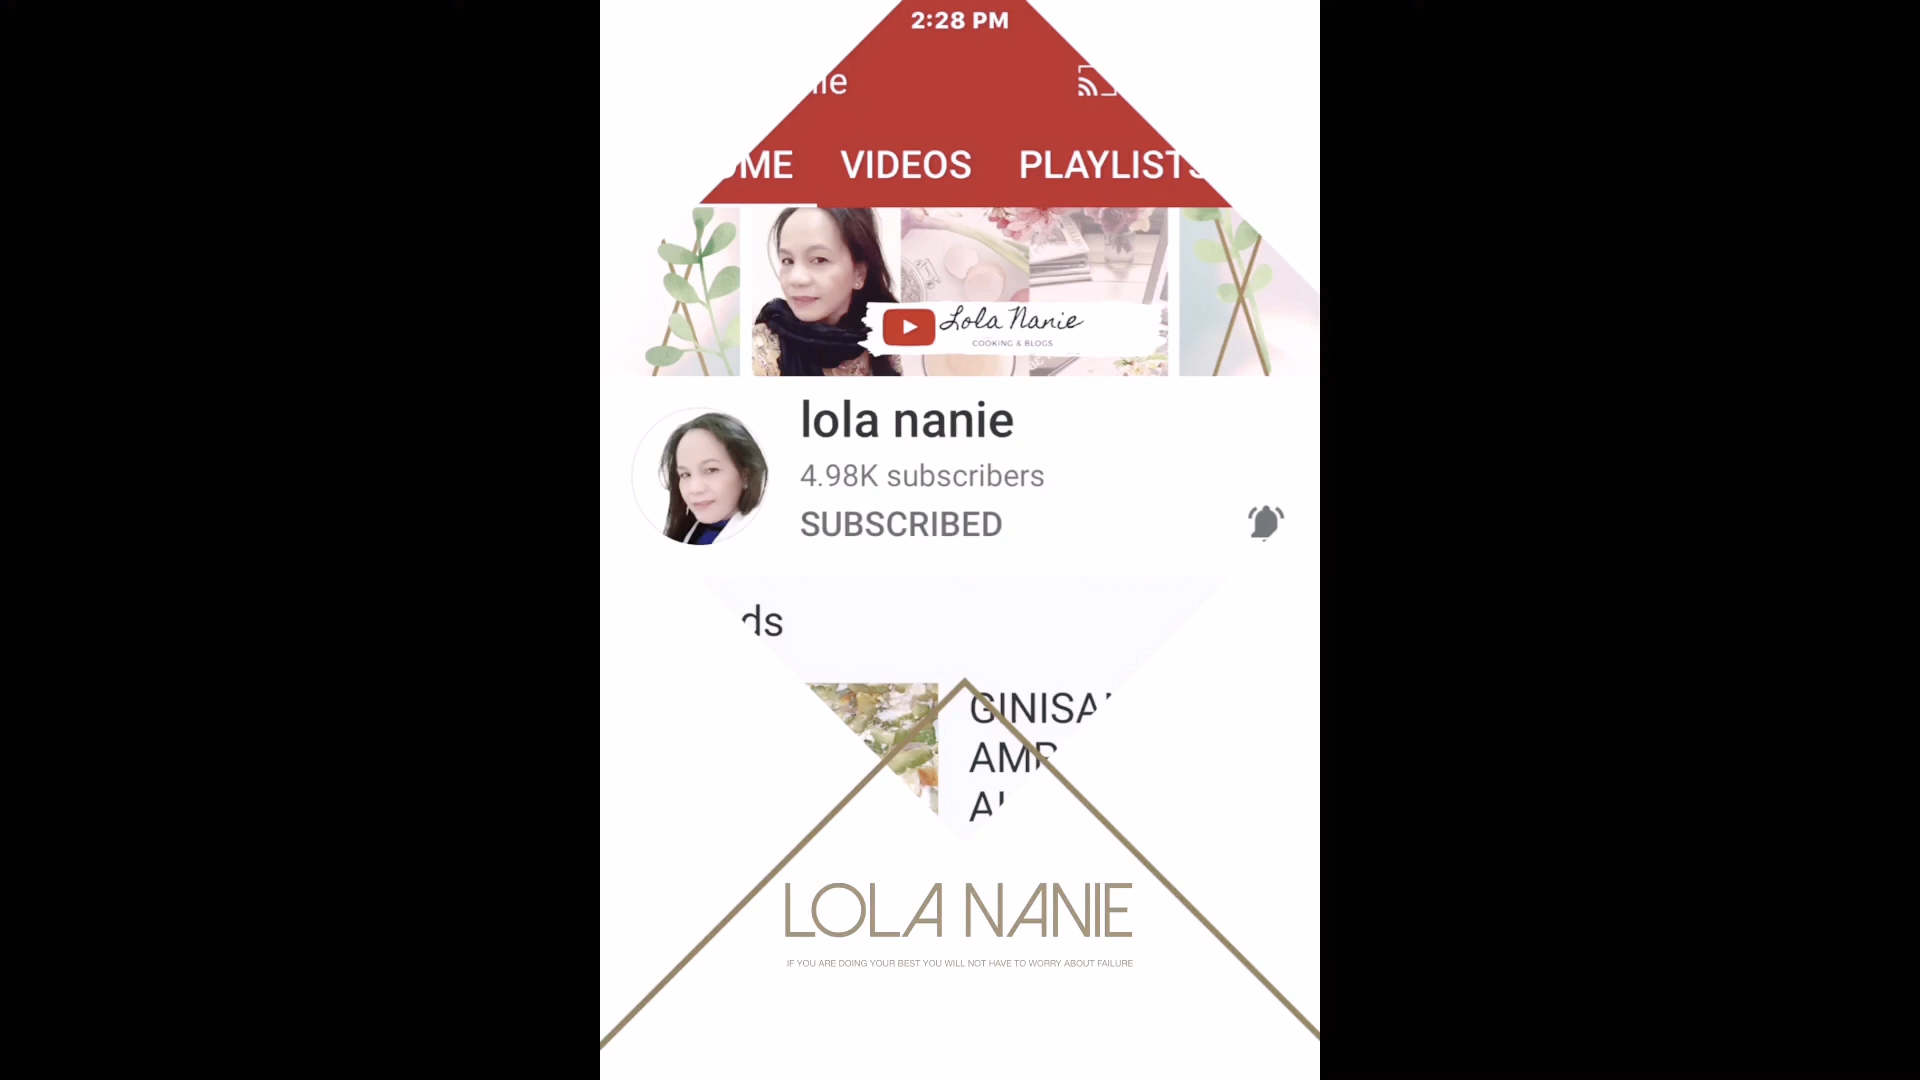 2:28 PM
VIDEOS PLAYLISTS
Lola Nanie
COOKING & BLOGS
lola nanie
4.98K subscribers
SUBSCRIBED
LOLA NANIE
IF YOU ARE DOING YOUR BEST YOU WILL NOT HAVE TO WORRY ABOUT FAILURE